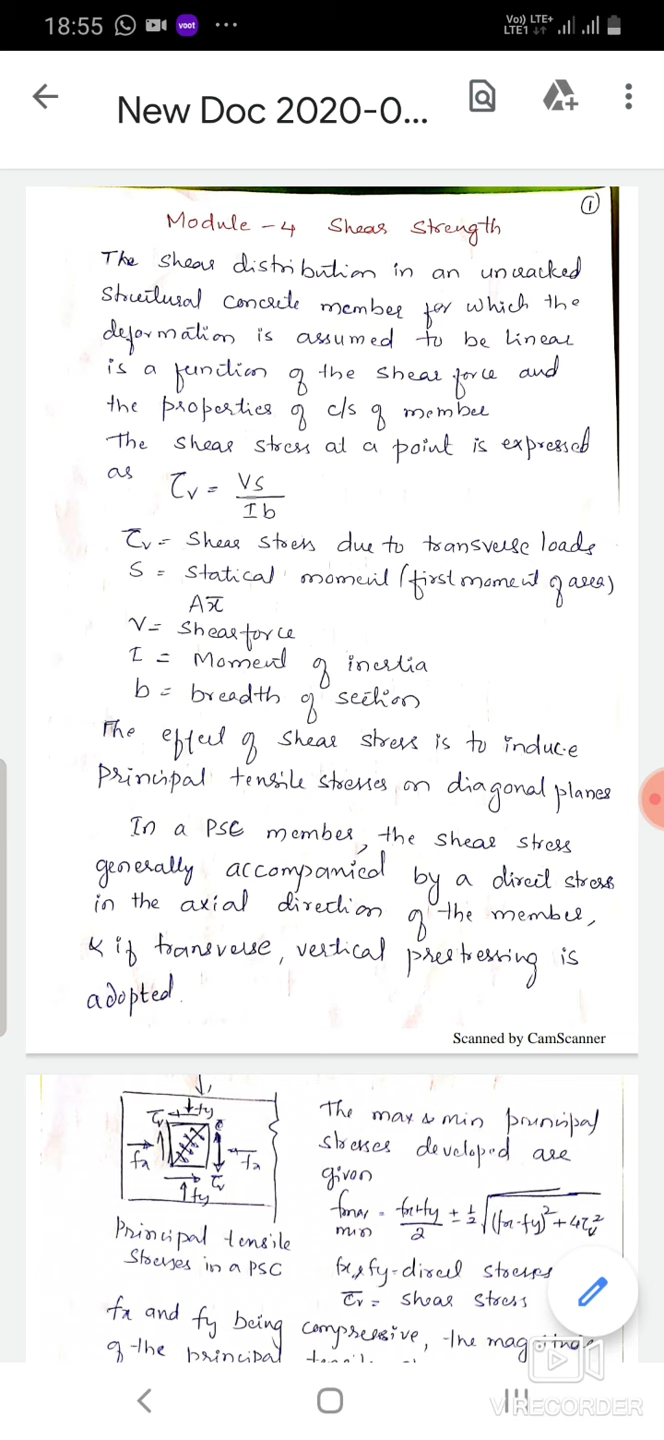 18:55 voot ... Vo)) LTE+ LTE1
New Doc 2020-0...
①
Module - 4 Shear Strength
The shear distribution in an uncracked
structural concrete member for which the
deformation is assumed to be linear
is a function of the shear force and
the properties of c/s of member
The shear stress at a point is expressed
as τv = VS / Ib
τv = Shear stress due to transverse loads
S = Statical moment (first moment of area)
Ax̄
V = Shear force
I = Moment of inertia
b = breadth of section
The effect of shear stress is to induce
principal tensile stresses on diagonal planes
In a PSC member, the shear stress
generally accompanied by a direct stress
in the axial direction of the member,
& if transverse, vertical prestressing is
adopted.
Scanned by CamScanner
τv fy
fx fx
fy τv
Principal tensile
stresses in a PSC
The max & min principal
stresses developed are
given
fmax min = fx+fy / 2 ± 1/2 √(fx-fy)² + 4τv²
fx & fy - direct stresses
τv = shear stress
fx and fy being compressive, the magnitude
of the principal
VRECORDER